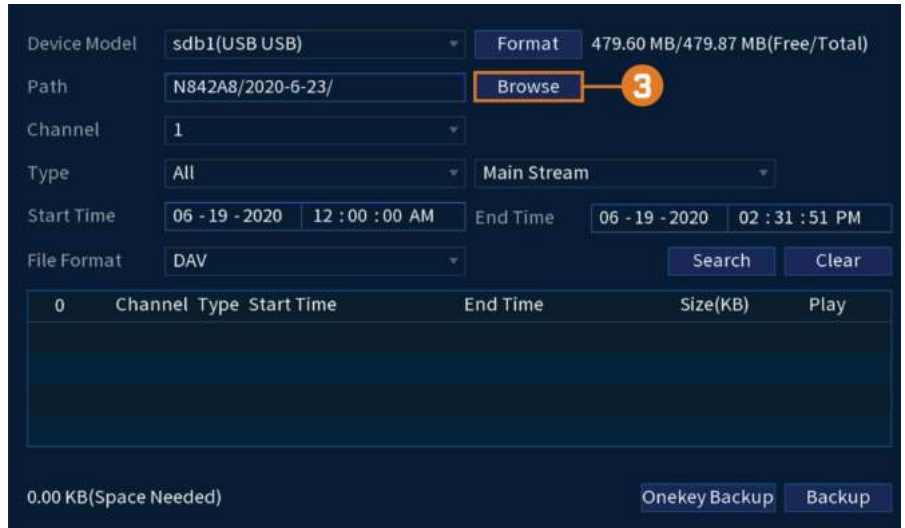 Device Model sdb1(USB USB) Format 479.60 MB/479.87 MB(Free/Total)
Path N842A8/2020-6-23/ Browse 3
Channel 1
Type All Main Stream
Start Time 06 - 19 - 2020 12 : 00 : 00 AM End Time 06 - 19 - 2020 02 : 31 : 51 PM
File Format DAV Search Clear
0 Channel Type Start Time End Time Size(KB) Play
0.00 KB(Space Needed) Onekey Backup Backup